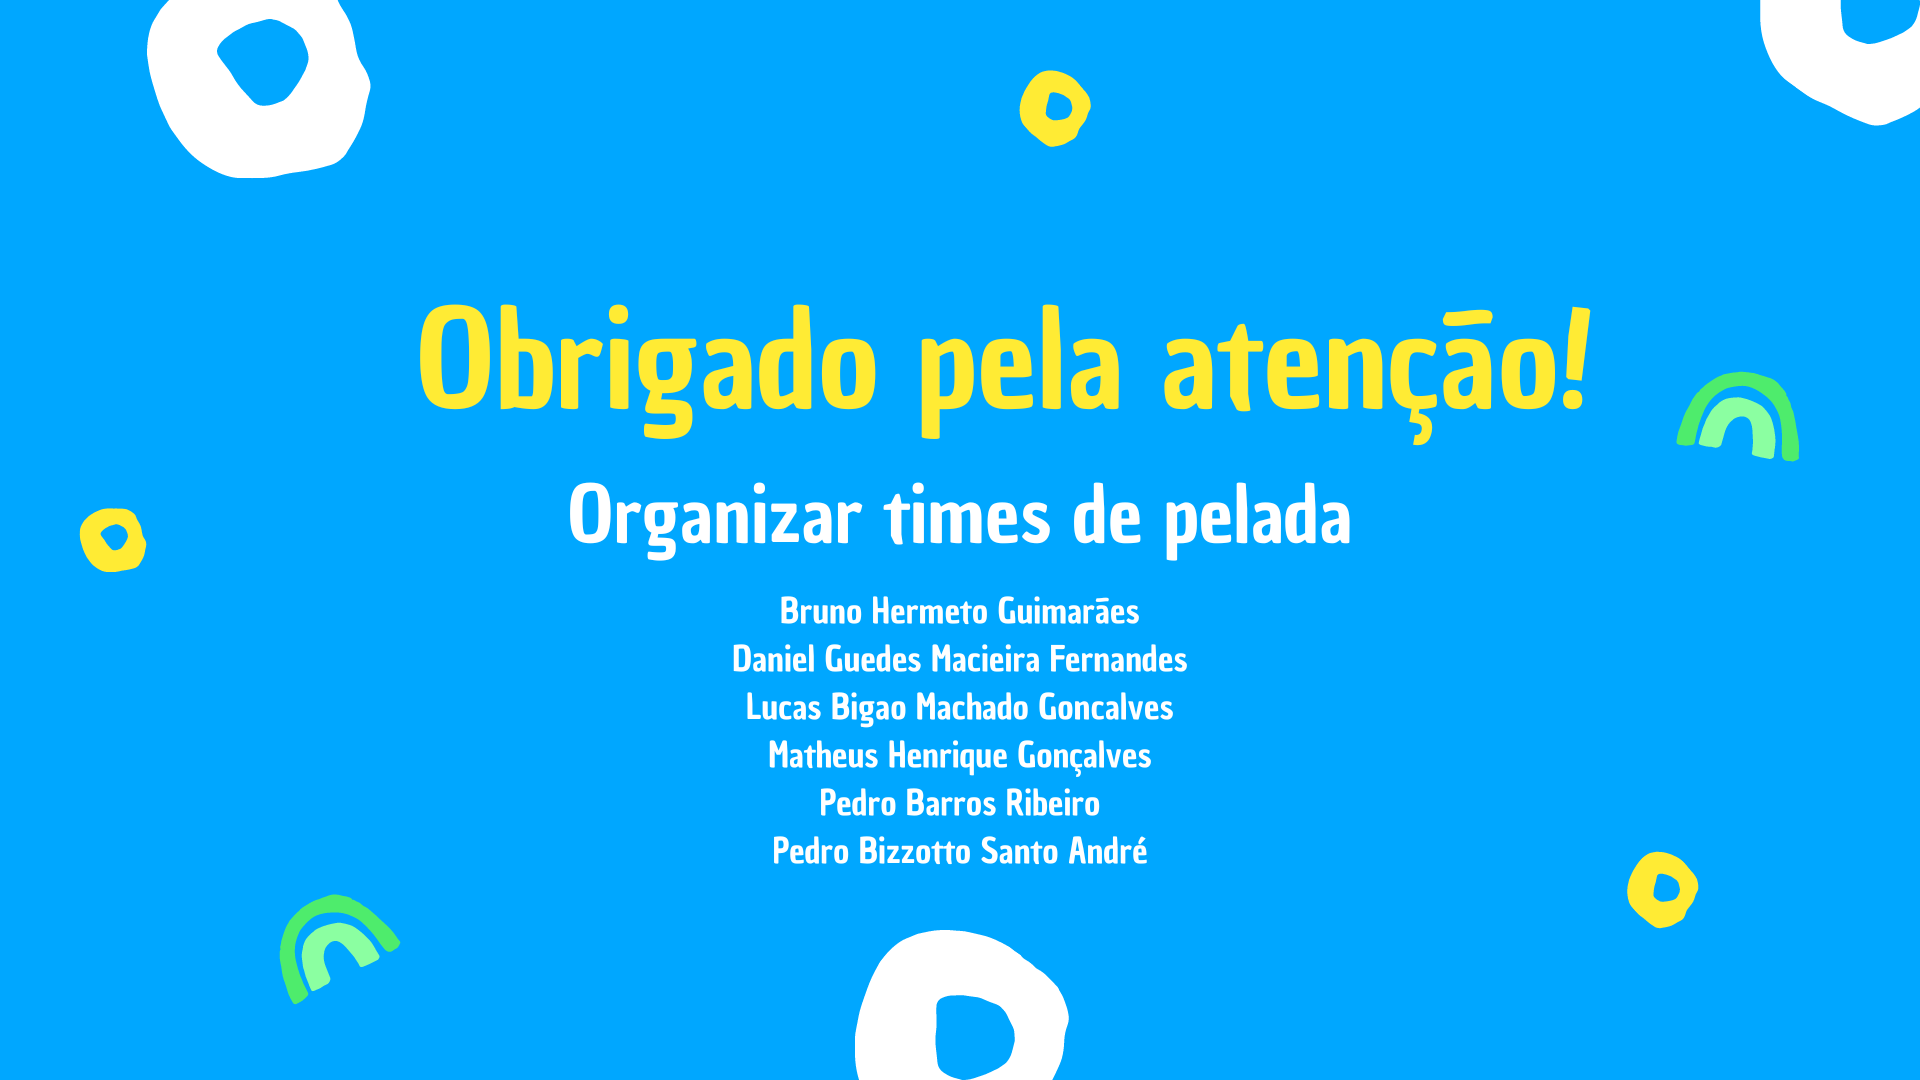 Obrigado pela atenção!
Organizar times de pelada
Bruno Hermeto Guimarães
Daniel Guedes Macieira Fernandes
Lucas Bigao Machado Goncalves
Matheus Henrique Gonçalves
Pedro Barros Ribeiro
Pedro Bizzotto Santo André